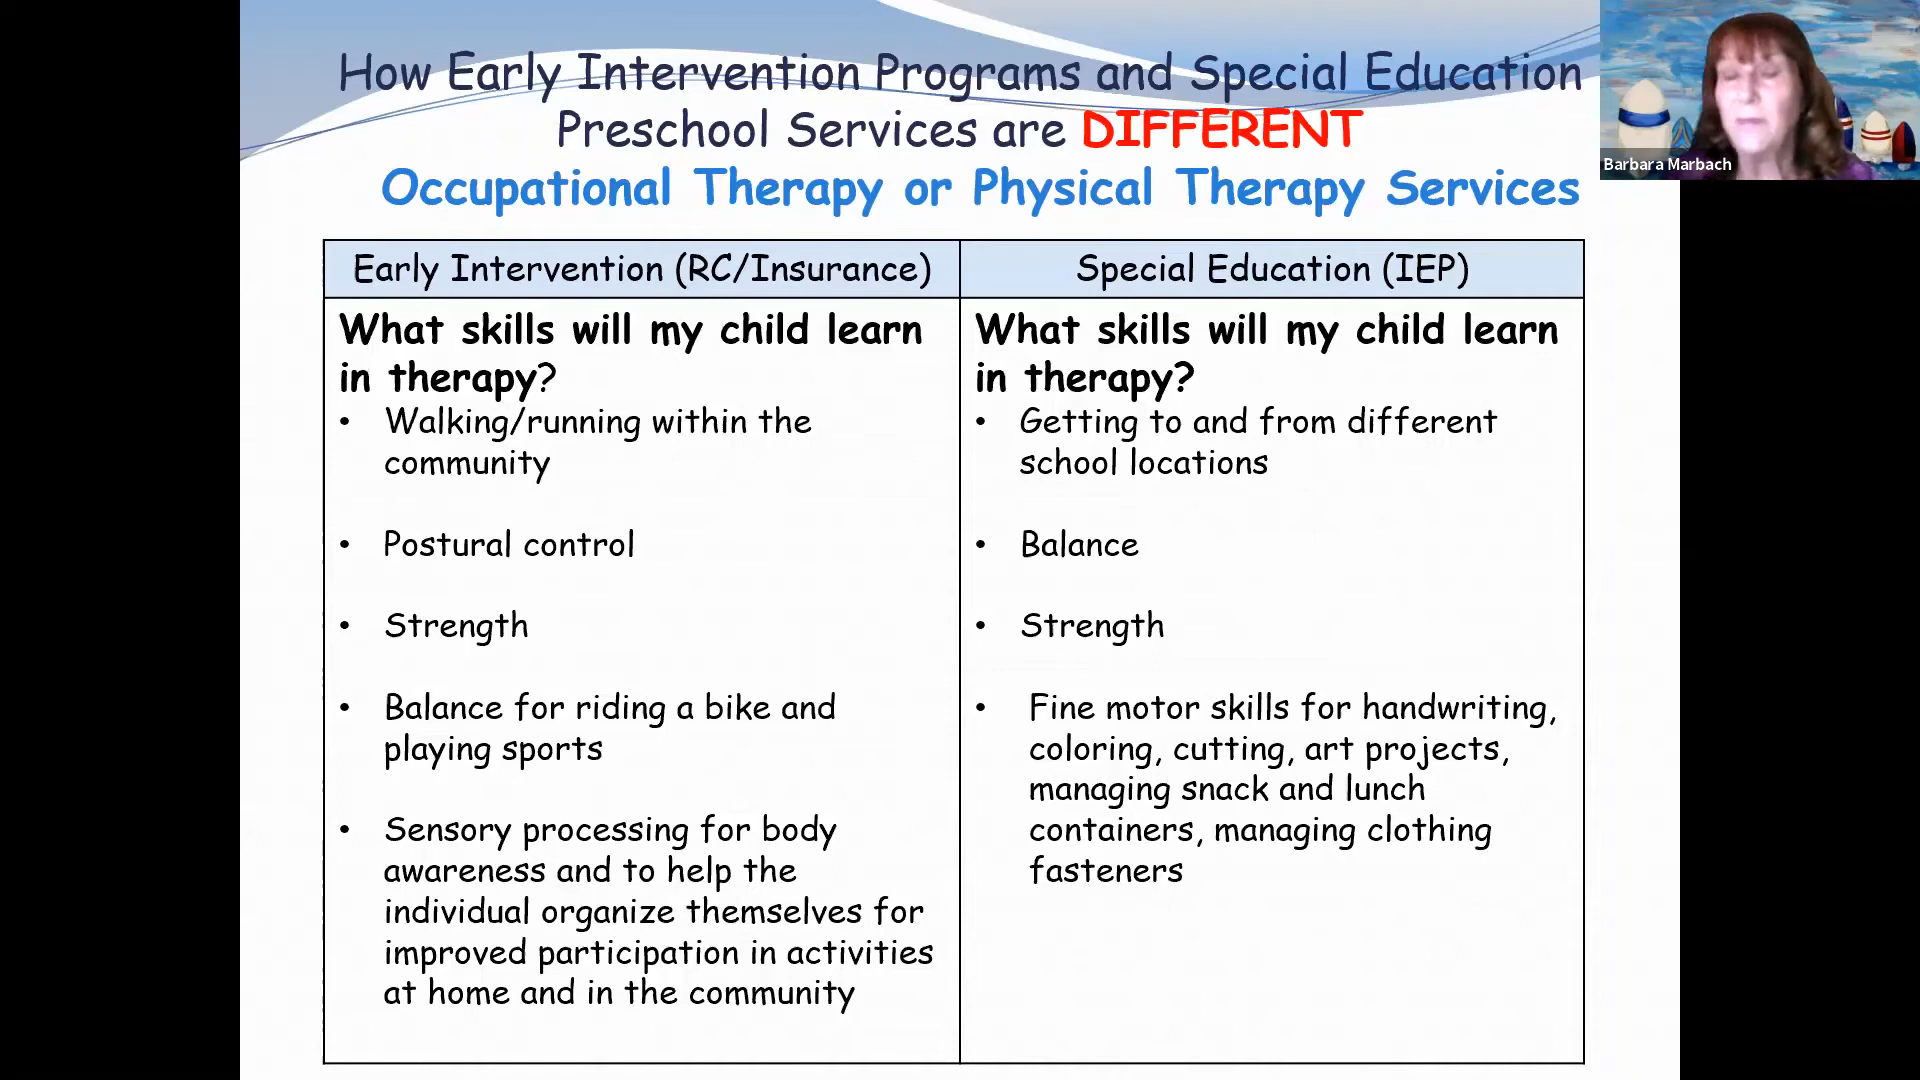 How Early Intervention Programs and Special Education
Preschool Services are DIFFERENT
Occupational Therapy or Physical Therapy Services
Barbara Marbach
Early Intervention (RC/Insurance)
What skills will my child learn
in therapy?
• Walking/running within the
community
• Postural control
• Strength
• Balance for riding a bike and
playing sports
• Sensory processing for body
awareness and to help the
individual organize themselves for
improved participation in activities
at home and in the community
Special Education (IEP)
What skills will my child learn
in therapy?
• Getting to and from different
school locations
• Balance
• Strength
• Fine motor skills for handwriting,
coloring, cutting, art projects,
managing snack and lunch
containers, managing clothing
fasteners